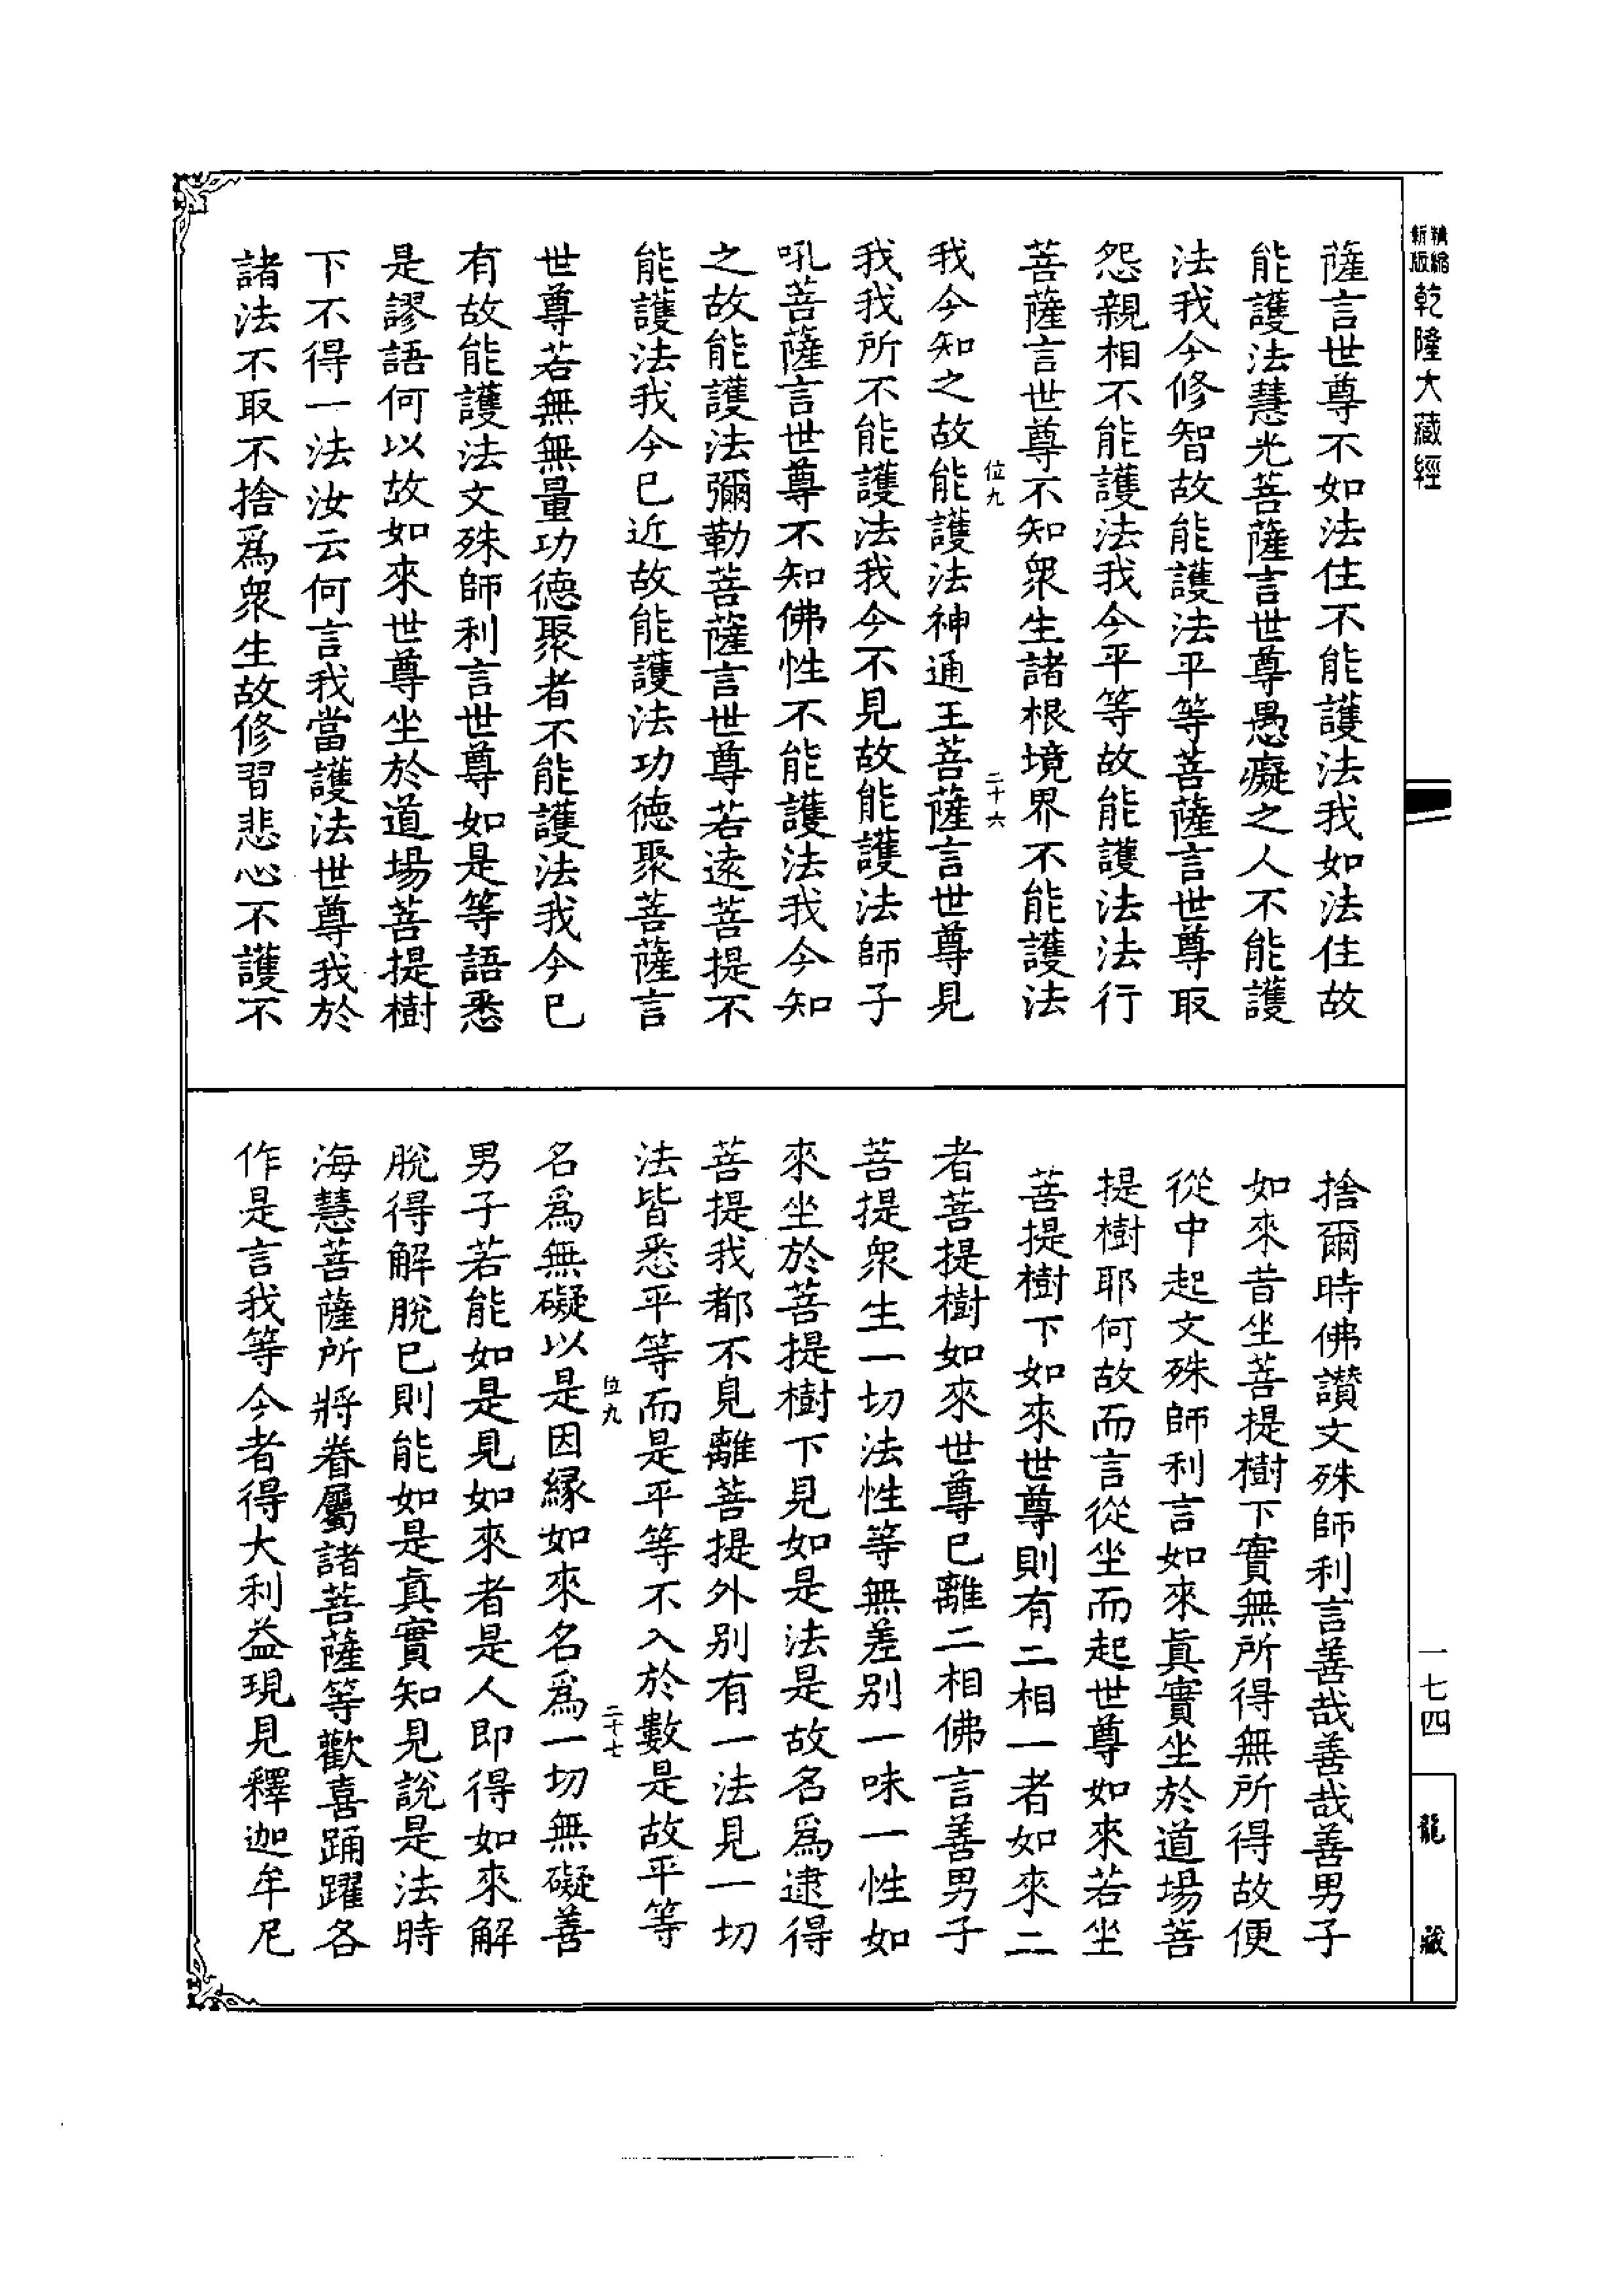 新版精縮乾隆大藏經
薩言世尊不如法住不能護法我如法住故
能護法慧光菩薩言世尊愚癡之人不能護
法我今修智故能護法平等菩薩言世尊取
怨親相不能護法我今平等故能護法法行
菩薩言世尊不知衆生諸根境界不能護法
位九
二十六
我今知之故能護法神通王菩薩言世尊見
我我所不能護法我今不見故能護法師子
吼菩薩言世尊不知佛性不能護法我今知
之故能護法彌勒菩薩言世尊若遠菩提不
能護法我今已近故能護法功德聚菩薩言
世尊若無無量功德聚者不能護法我今已
有故能護法文殊師利言世尊如是等語悉
是謬語何以故如來世尊坐於道場菩提樹
下不得一法汝云何言我當護法世尊我於
諸法不取不捨爲衆生故修習悲心不護不
捨爾時佛讚文殊師利言善哉善哉善男子
如來昔坐菩提樹下實無所得無所得故便
從中起文殊師利言如來眞實坐於道場菩
提樹耶何故而言從坐而起世尊如來若坐
菩提樹下如來世尊則有二相一者如來二
者菩提樹如來世尊已離二相佛言善男子
菩提衆生一切法性等無差別一味一性如
來坐於菩提樹下見如是法是故名爲逮得
菩提我都不見離菩提外別有一法見一切
法皆悉平等而是平等不入於數是故平等
位九
二十七
名爲無礙以是因緣如來名爲一切無礙善
男子若能如是見如來者是人即得如來解
脫得解脫已則能如是眞實知見說是法時
海慧菩薩所將眷屬諸菩薩等歡喜踊躍各
作是言我等今者得大利益現見釋迦牟尼
一七四
龍藏